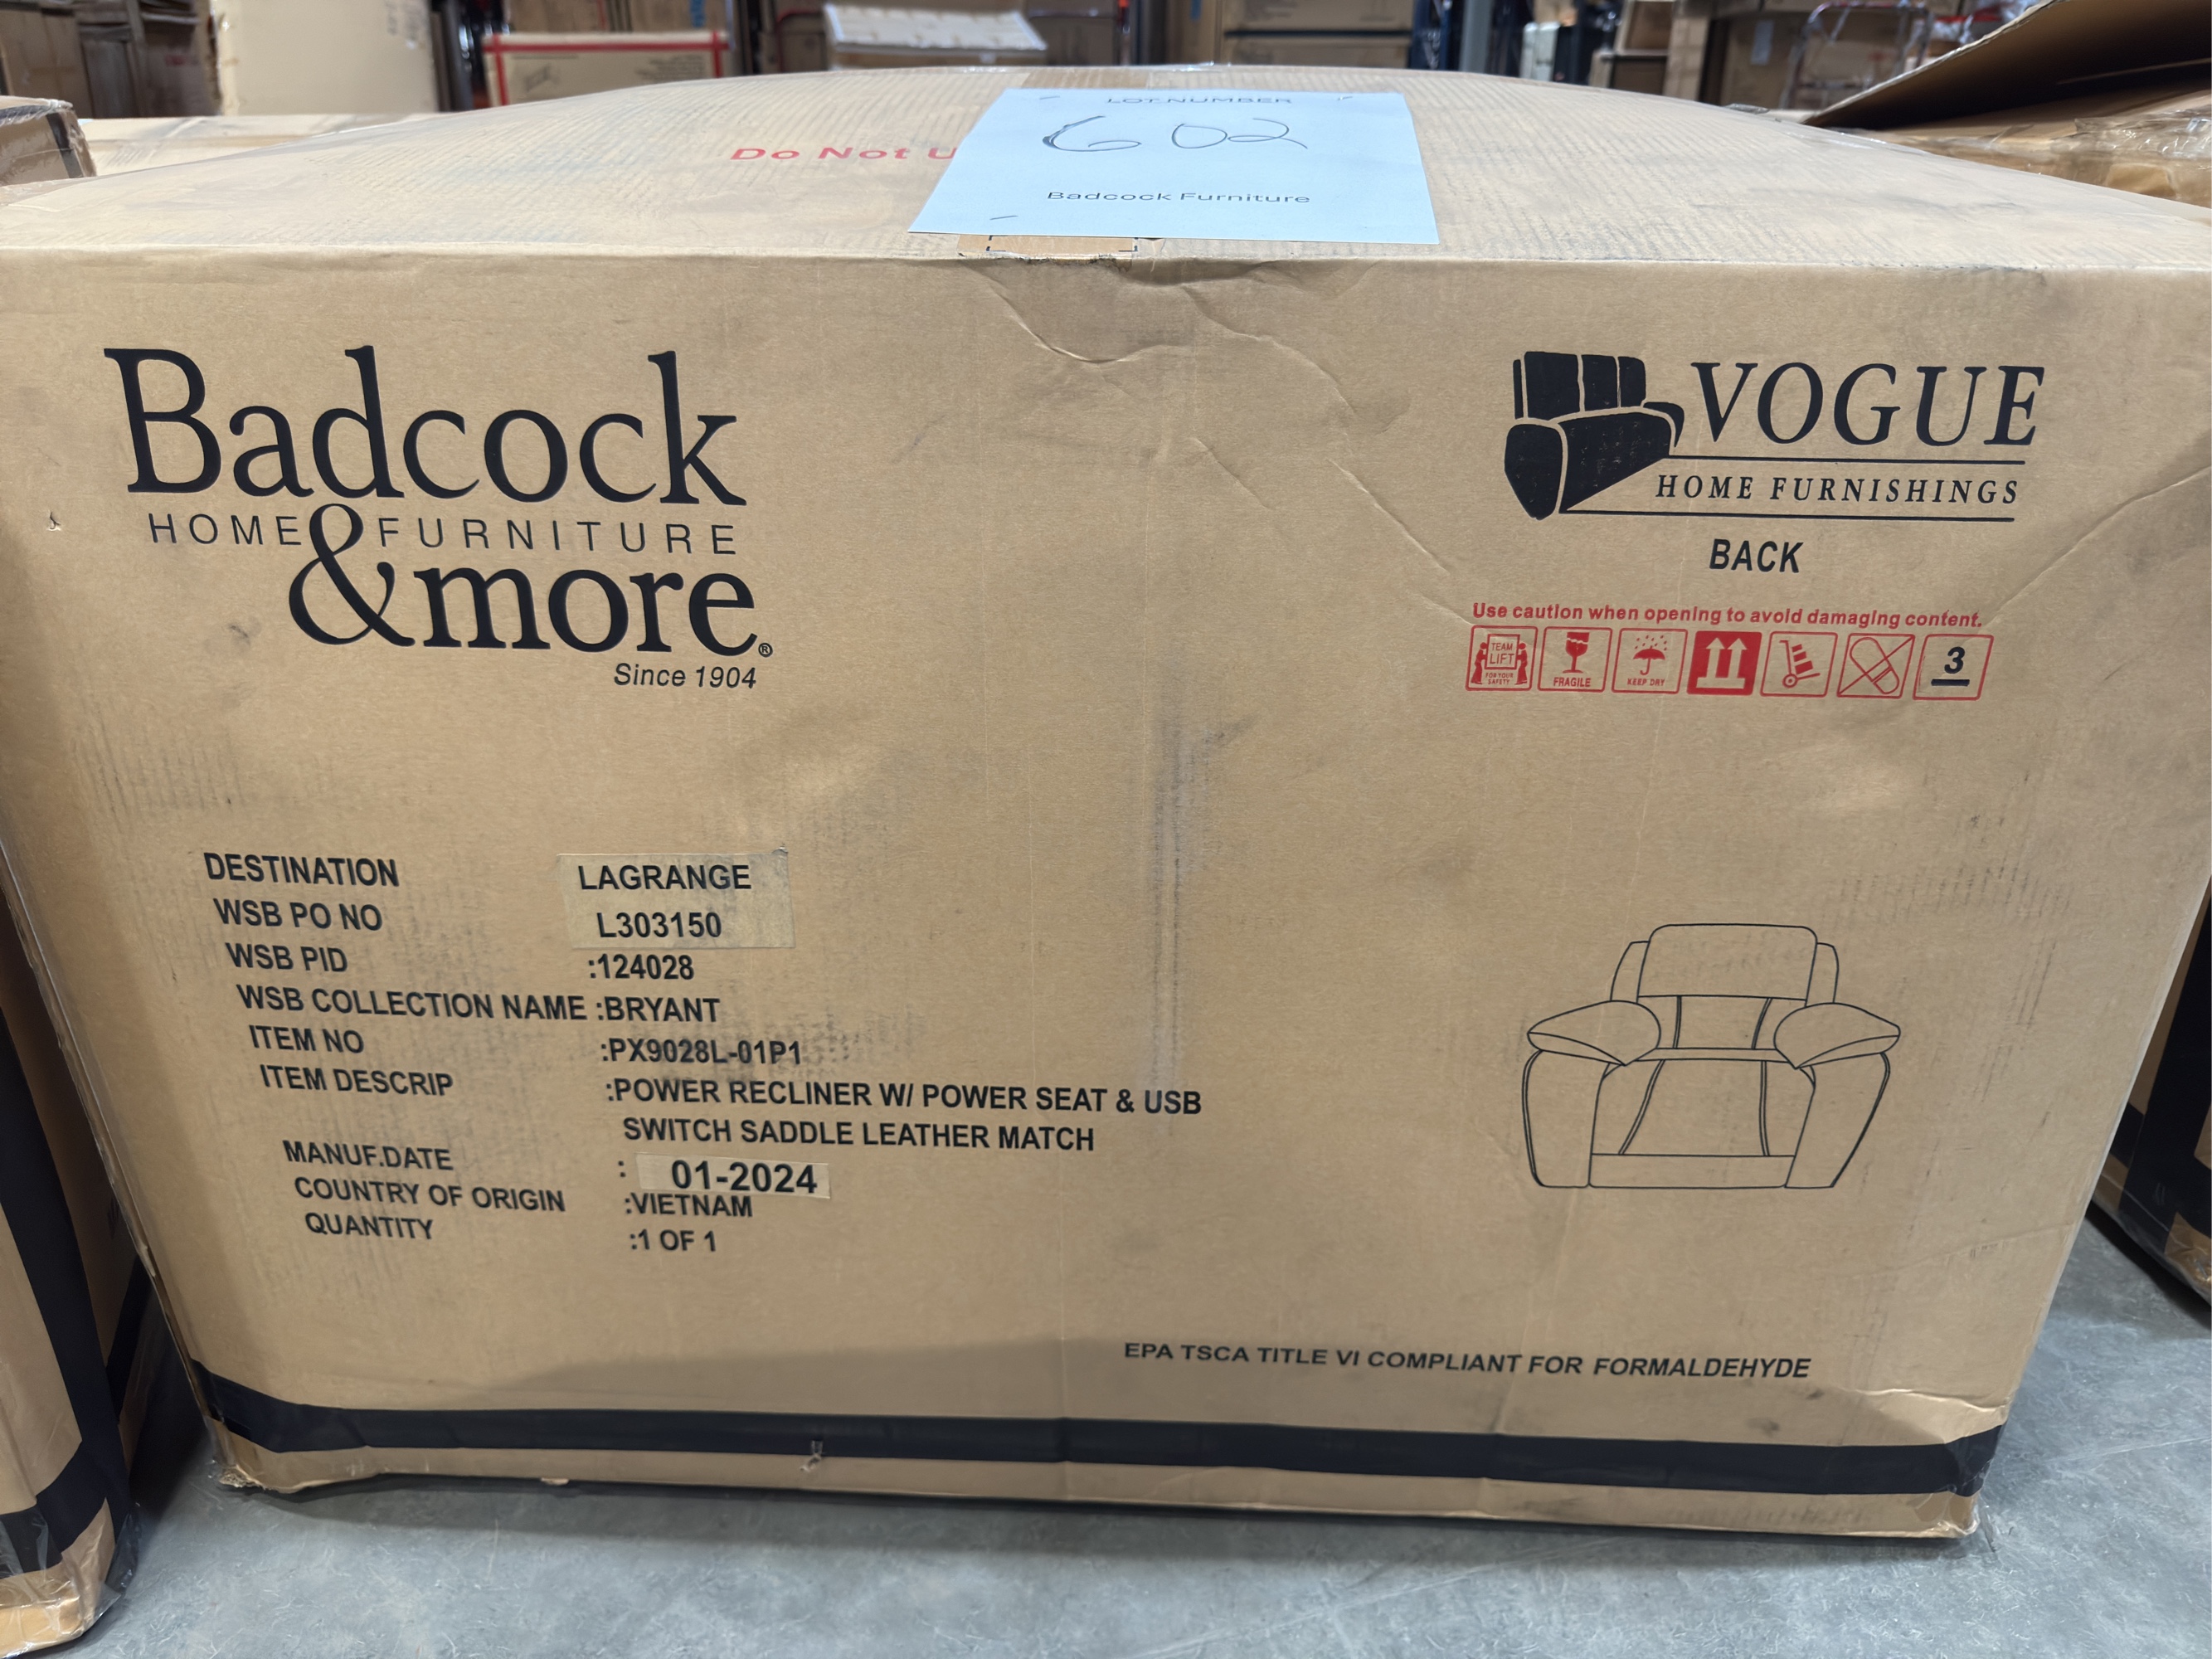 LOT NUMBER
602
Badcock Furniture
Do Not
Badcock
HOME FURNITURE
&more®
Since 1904
VOGUE
HOME FURNISHINGS
BACK
Use caution when opening to avoid damaging content.
TEAM
LIFT
FOR YOUR
SAFETY
FRAGILE
KEEP DRY
3
DESTINATION LAGRANGE
WSB PO NO L303150
WSB PID :124028
WSB COLLECTION NAME :BRYANT
ITEM NO :PX9028L-01P1
ITEM DESCRIP :POWER RECLINER W/ POWER SEAT & USB
SWITCH SADDLE LEATHER MATCH
MANUF.DATE : 01-2024
COUNTRY OF ORIGIN :VIETNAM
QUANTITY :1 OF 1
EPA TSCA TITLE VI COMPLIANT FOR FORMALDEHYDE